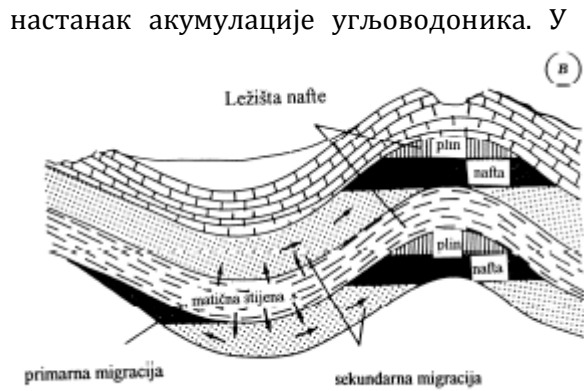 настанак акумулације угљоводоника. У
B
Ležišta nafte
plin
nafta
plin
nafta
matična stijena
primarna migracija
sekundarna migracija